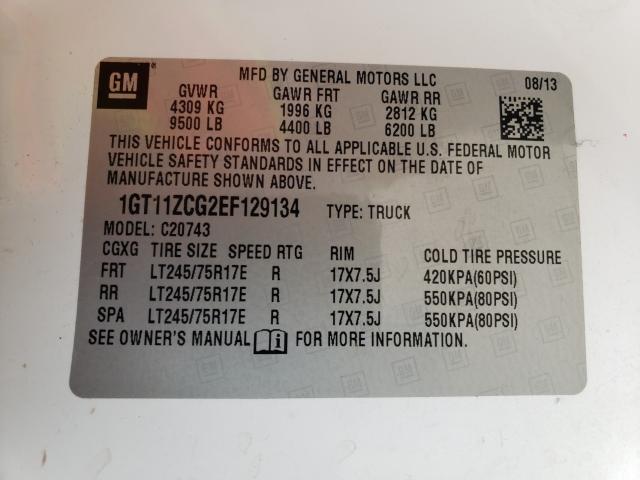 GM
MFD BY GENERAL MOTORS LLC 08/13
GVWR GAWR FRT GAWR RR
4309 KG 1996 KG 2812 KG
9500 LB 4400 LB 6200 LB
THIS VEHICLE CONFORMS TO ALL APPLICABLE U.S. FEDERAL MOTOR
VEHICLE SAFETY STANDARDS IN EFFECT ON THE DATE OF
MANUFACTURE SHOWN ABOVE.
1GT11ZCG2EF129134 TYPE: TRUCK
MODEL: C20743
CGXG TIRE SIZE SPEED RTG RIM COLD TIRE PRESSURE
FRT LT245/75R17E R 17X7.5J 420KPA(60PSI)
RR LT245/75R17E R 17X7.5J 550KPA(80PSI)
SPA LT245/75R17E R 17X7.5J 550KPA(80PSI)
SEE OWNER'S MANUAL FOR MORE INFORMATION.